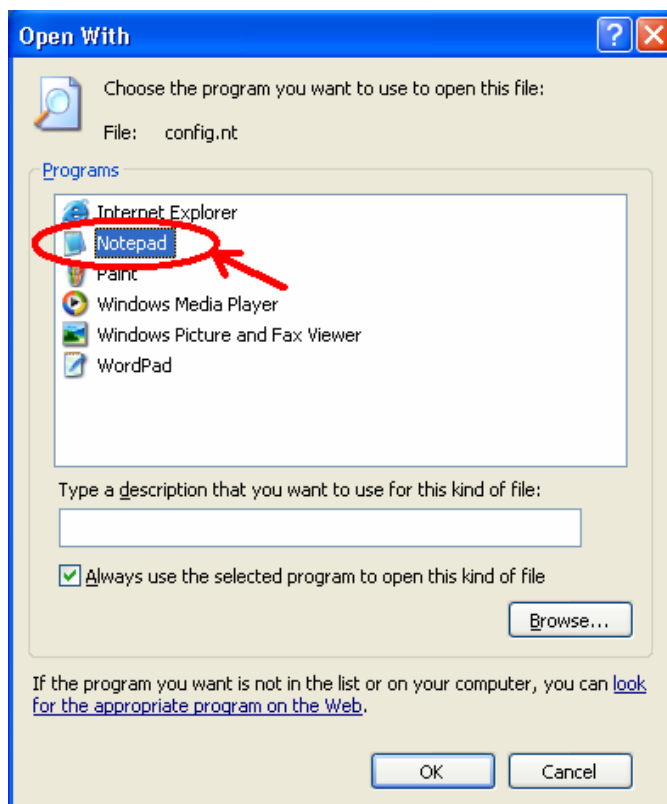 Open With
Choose the program you want to use to open this file:
File: config.nt
Programs
Internet Explorer
Notepad
Paint
Windows Media Player
Windows Picture and Fax Viewer
WordPad
Type a description that you want to use for this kind of file:
Always use the selected program to open this kind of file
Browse...
If the program you want is not in the list or on your computer, you can look
for the appropriate program on the Web.
OK Cancel